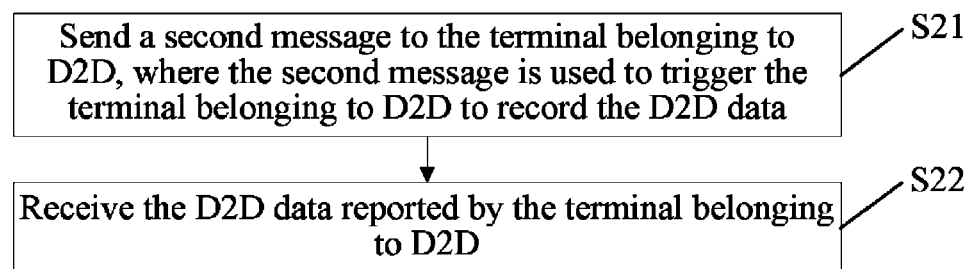 Send a second message to the terminal belonging to
D2D, where the second message is used to trigger the
terminal belonging to D2D to record the D2D data
S21
Receive the D2D data reported by the terminal belonging
to D2D
S22